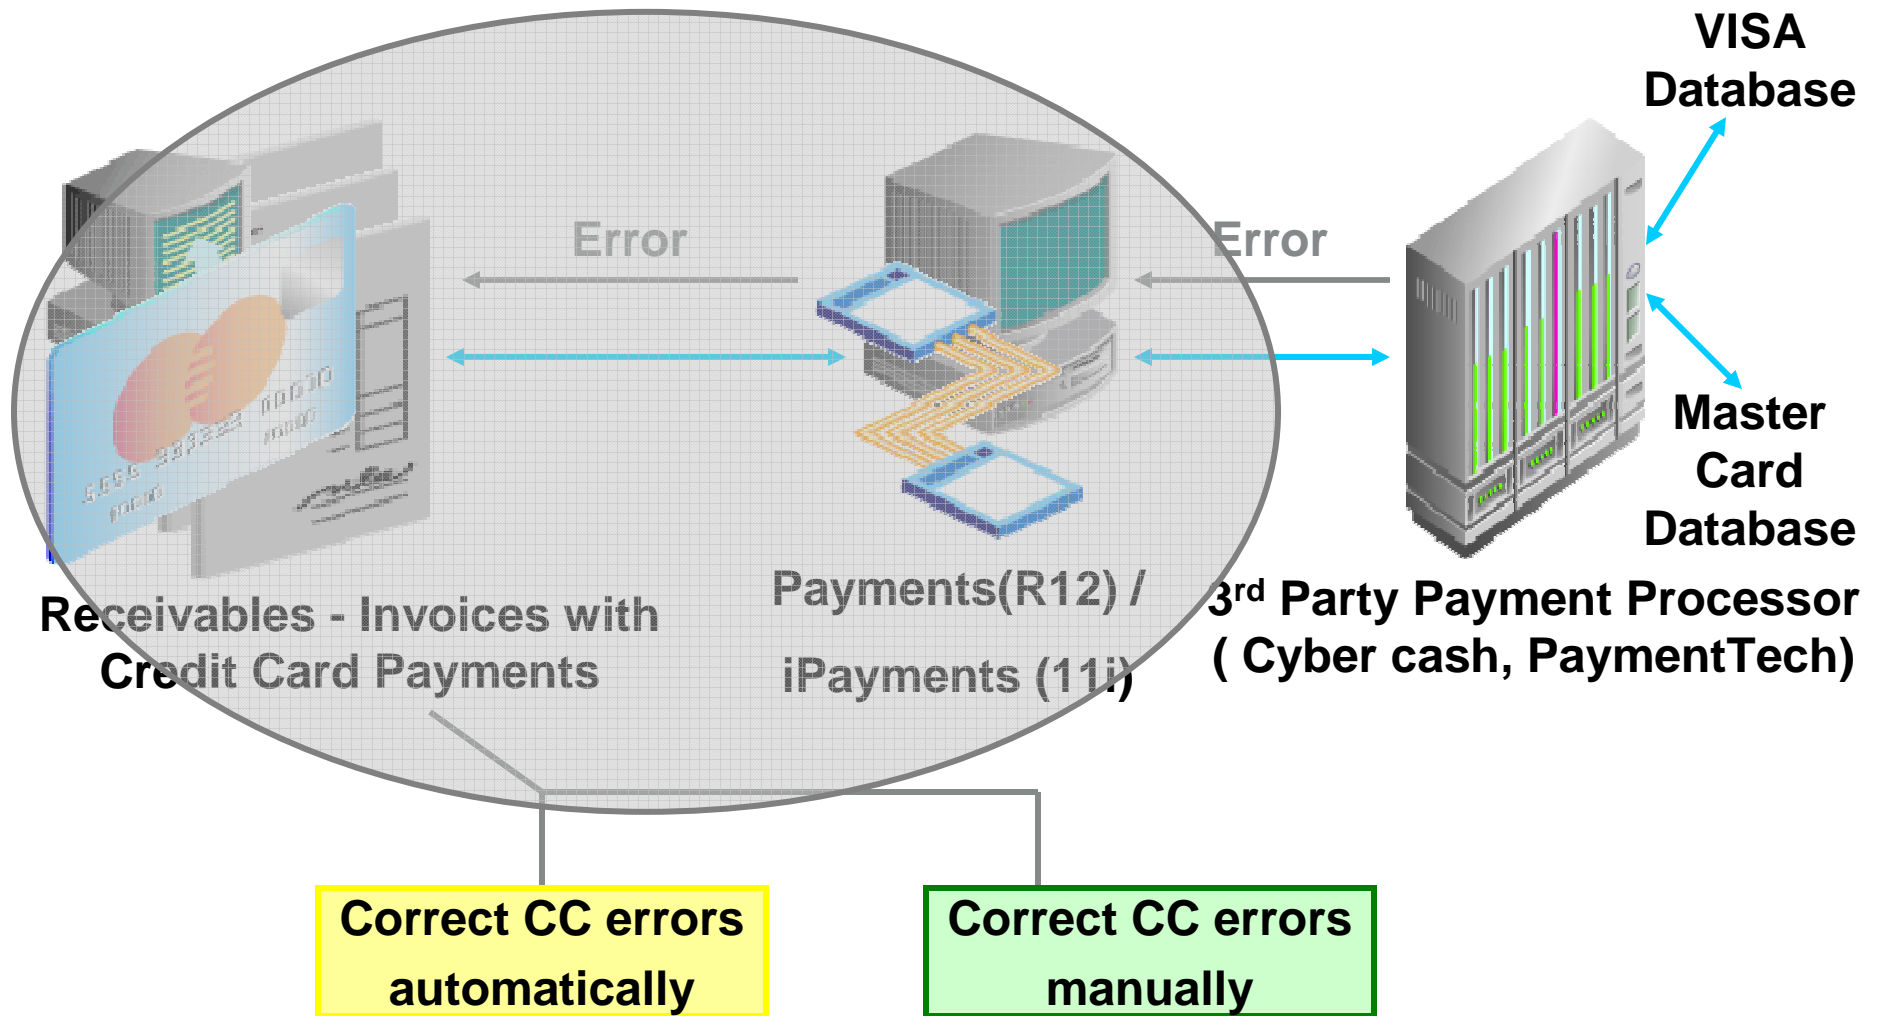 VISA
Database
Error
Error
Master
Card
Database
Receivables - Invoices with
Credit Card Payments
Payments(R12) /
iPayments (11i)
3rd Party Payment Processor
( Cyber cash, PaymentTech)
Correct CC errors
automatically
Correct CC errors
manually